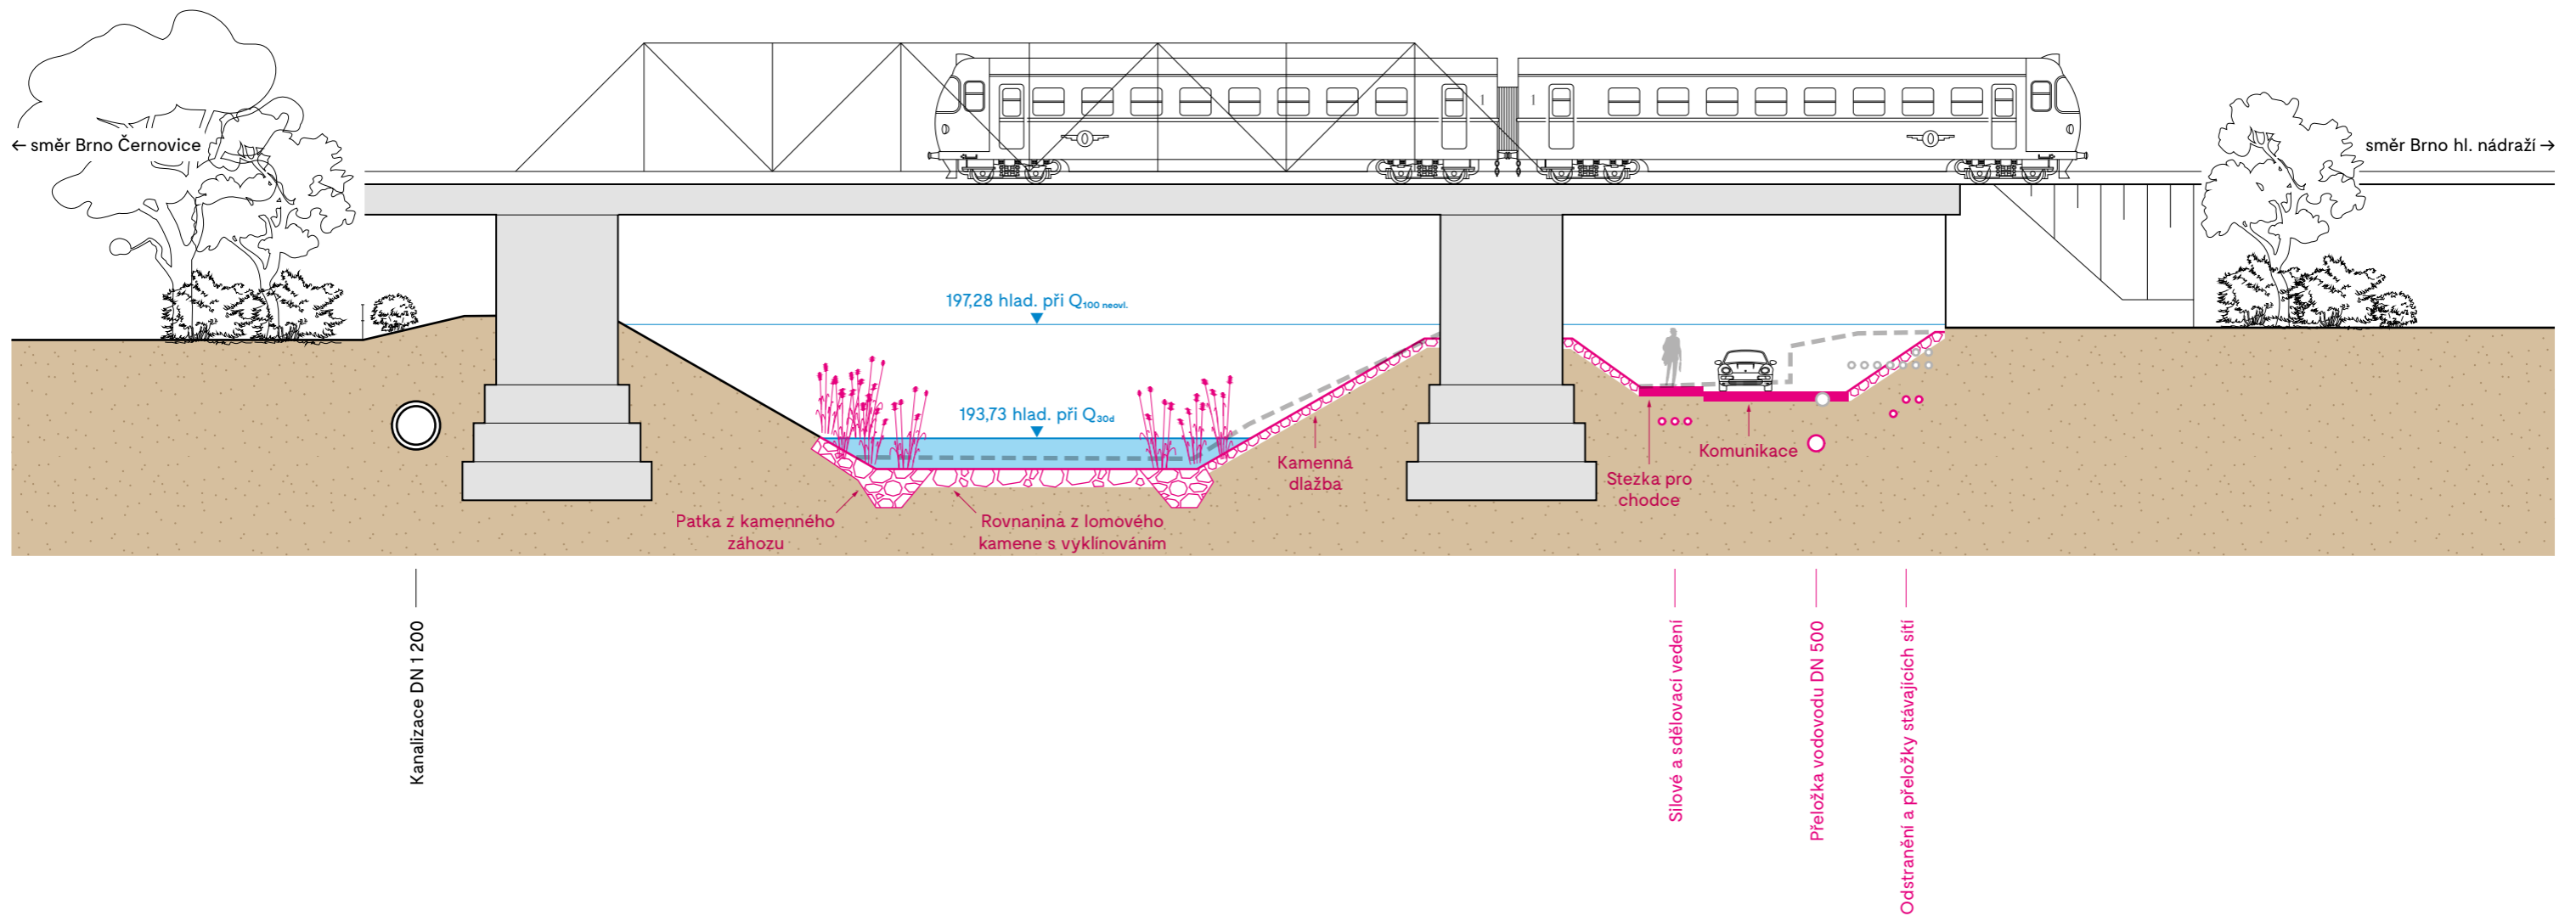 ← směr Brno Černovice
směr Brno hl. nádraží →
197,28 hlad. při Q100 neovl.
193,73 hlad. při Q30d
Kamenná
dlažba
Stezka pro
chodce
Komunikace
Patka z kamenného
záhozu
Rovnanina z lomového
kamene s vyklínováním
Kanalizace DN 1 200
Silové a sdělovací vedení
Přeložka vodovodu DN 500
Odstranění a přeložky stávajících sítí